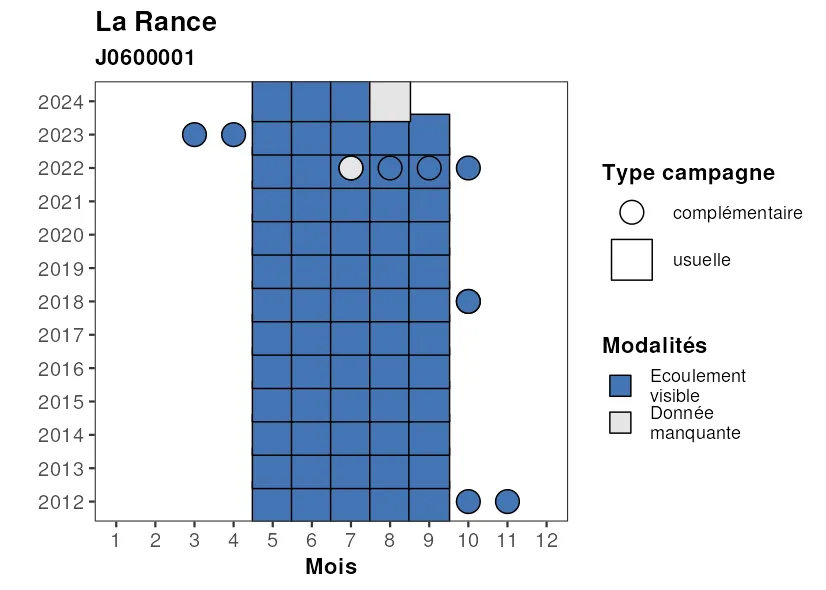 La Rance
J0600001
2024
2023
2022
2021
2020
2019
2018
2017
2016
2015
2014
2013
2012
1 2 3 4 5 6 7 8 9 10 11 12
Mois
Type campagne
complémentaire
usuelle
Modalités
Ecoulement
visible
Donnée
manquante